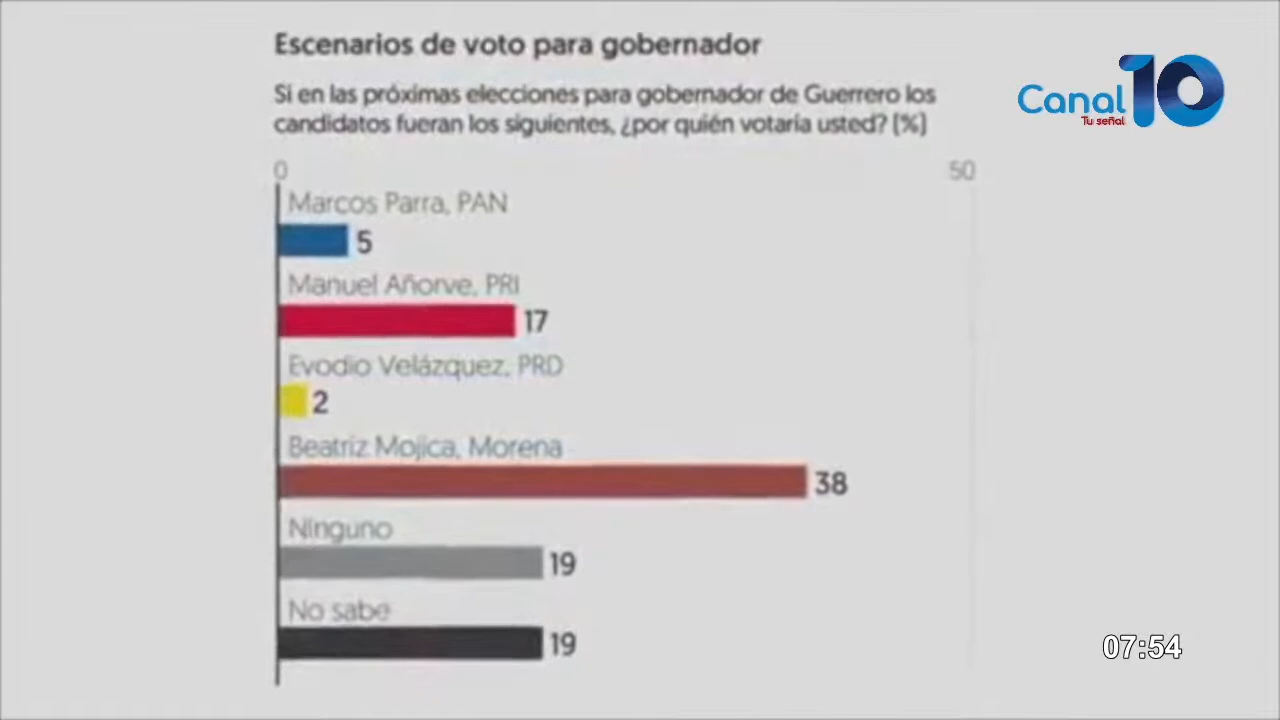 Escenarios de voto para gobernador
Si en las próximas elecciones para gobernador de Guerrero los
candidatos fueran los siguientes, ¿por quién votaría usted? (%)
Canal 10
Tu señal
0 50
Marcos Parra, PAN
5
Manuel Añorve, PRI
17
Evodio Velázquez, PRD
2
Beatriz Mojica, Morena
38
Ninguno
19
No sabe
19
07:54